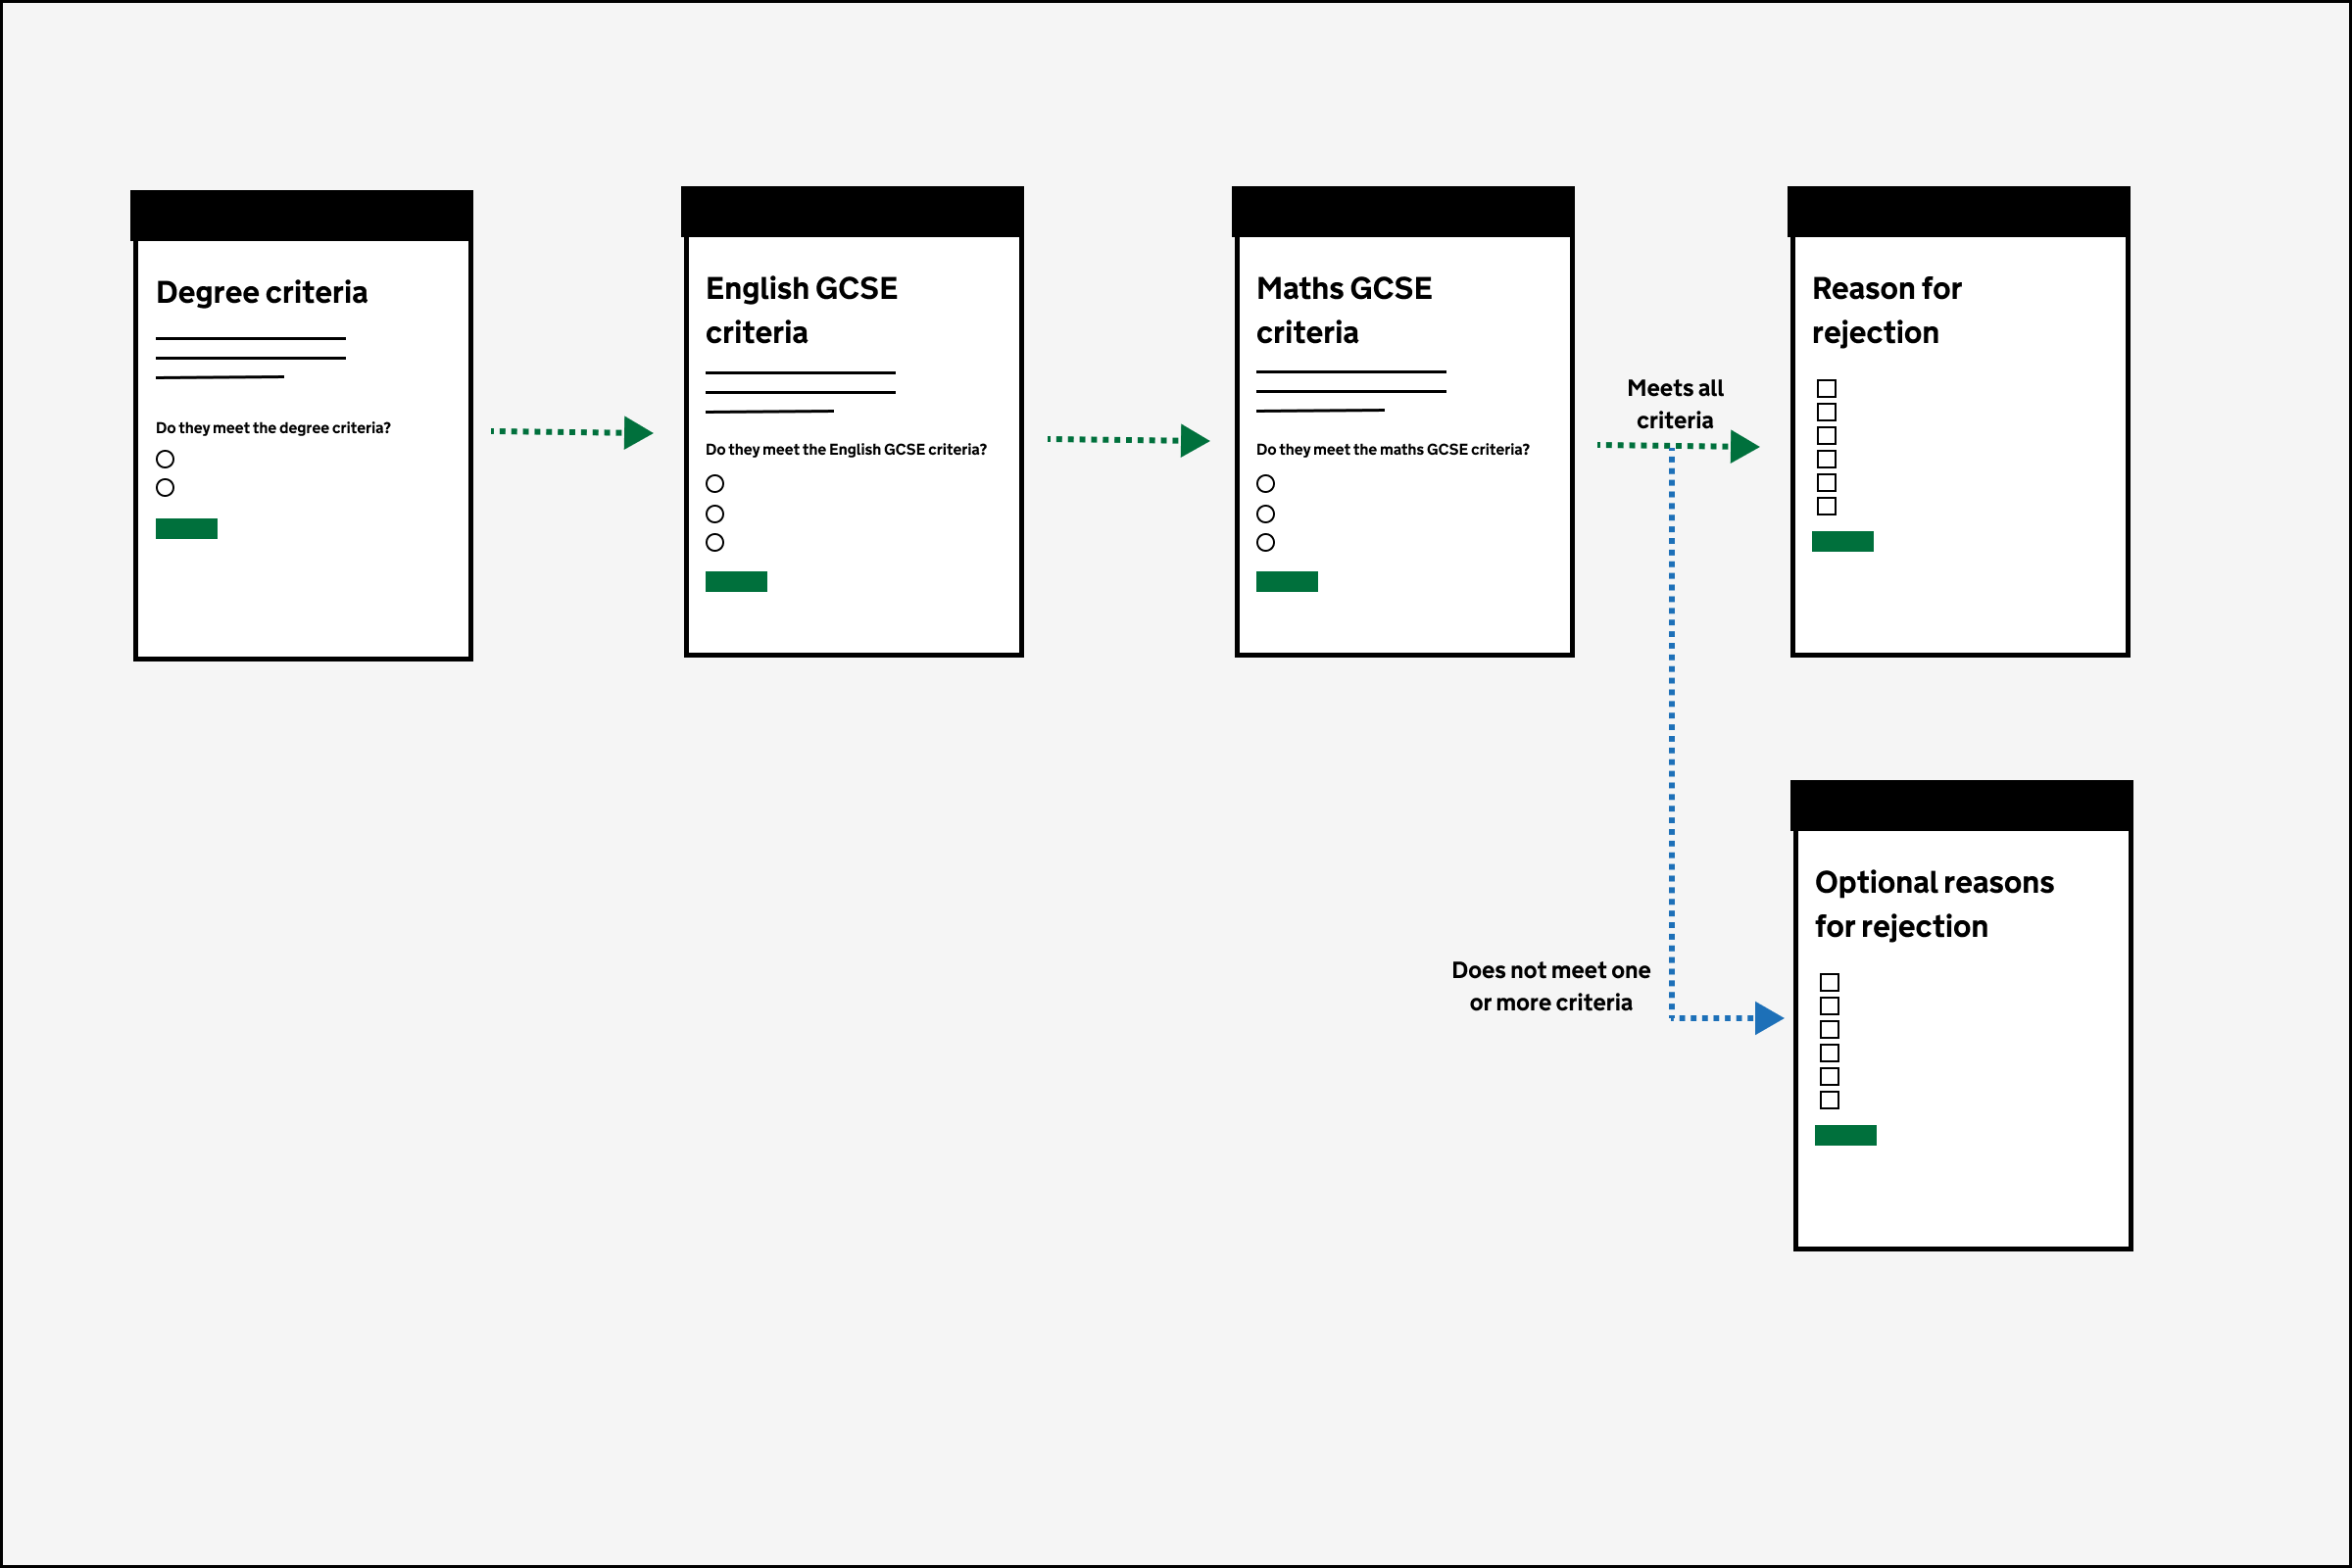 Degree criteria
Do they meet the degree criteria?
English GCSE
criteria
Do they meet the English GCSE criteria?
Maths GCSE
criteria
Do they meet the maths GCSE criteria?
Meets all
criteria
Reason for
rejection
Does not meet one
or more criteria
Optional reasons
for rejection